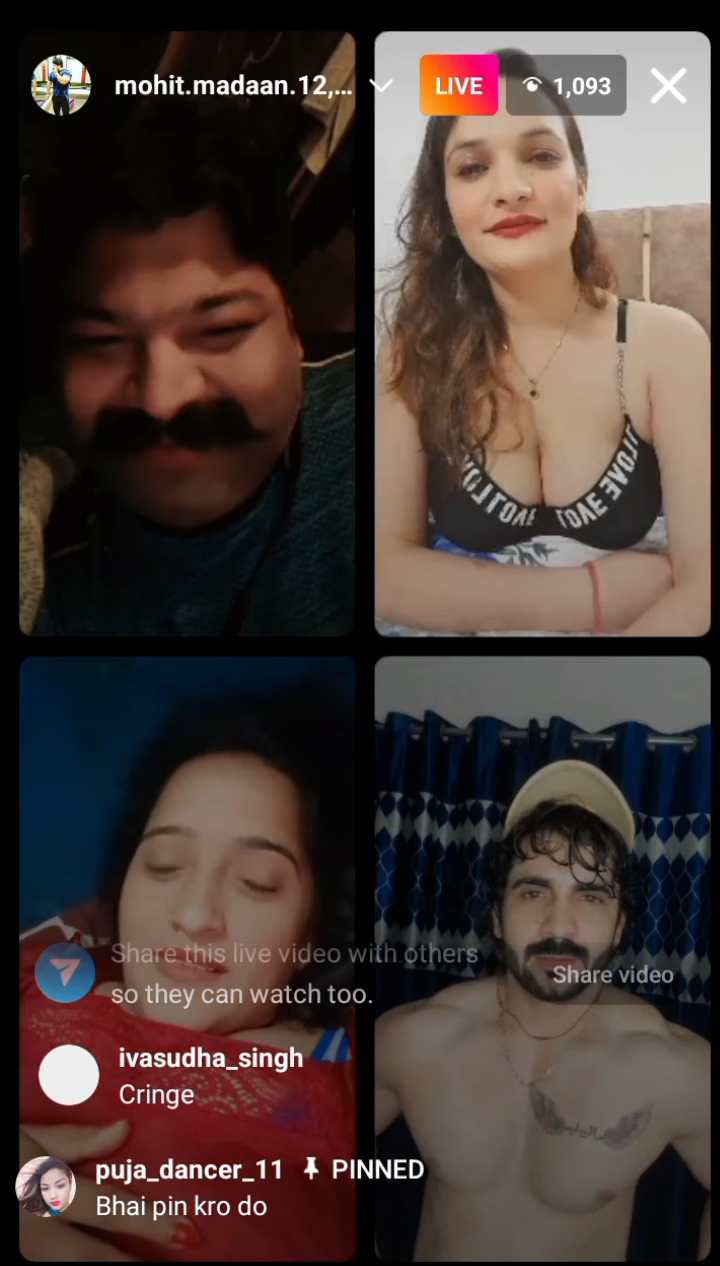 mohit.madaan.12,...
LIVE
1,093
LOVE LOVE
Share this live video with others
so they can watch too.
Share video
ivasudha_singh
Cringe
puja_dancer_11 PINNED
Bhai pin kro do